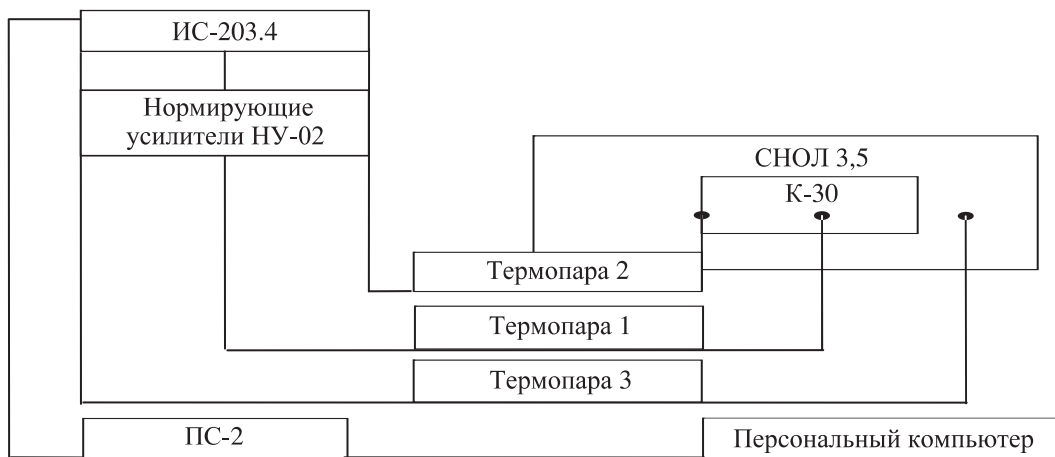 ИС-203.4
Нормирующие
усилители НУ-02
СНОЛ 3,5
К-30
Термопара 2
Термопара 1
Термопара 3
ПС-2
Персональный компьютер